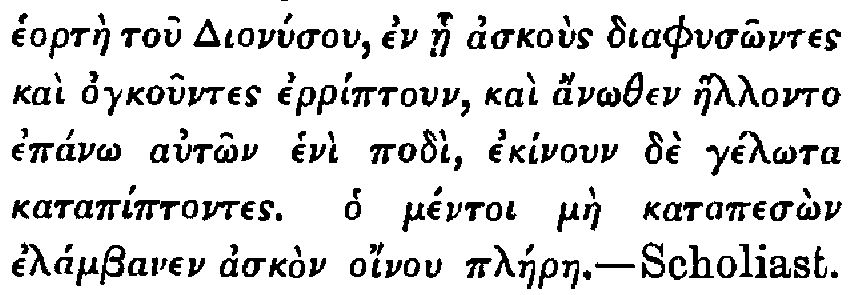 ἑορτὴ τοῦ Διονύσου, ἐν ᾗ ἀσκοὺς διαφυσῶντες
καὶ ὀγκοῦντες ἐρρίπτουν, καὶ ἄνωθεν ἥλλοντο
ἐπάνω αὐτῶν ἑνὶ ποδὶ, ἐκίνουν δὲ γέλωτα
καταπίπτοντες. ὁ μέντοι μὴ καταπεσὼν
ἐλάμβανεν ἀσκὸν οἴνου πλήρη.—Scholiast.